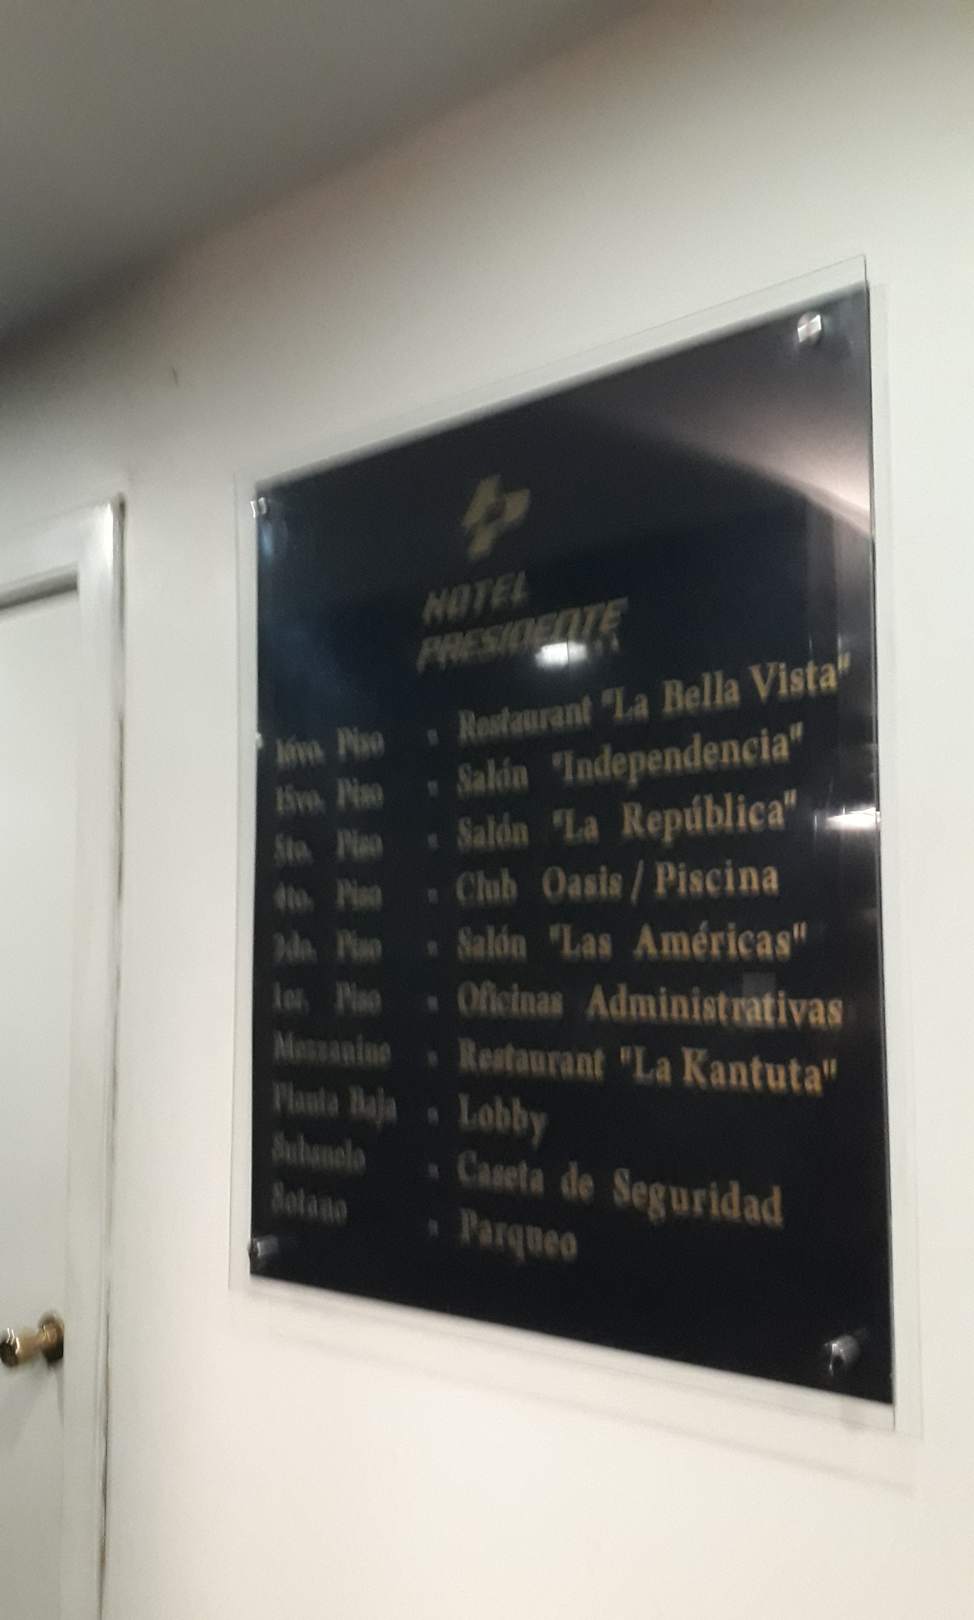 HOTEL
PRESIDENTE
16vo. Piso : Restaurant "La Bella Vista"
15vo. Piso : Salón "Independencia"
5to. Piso : Salón "La República"
4to. Piso : Club Oasis / Piscina
2do. Piso : Salón "Las Américas"
1er. Piso : Oficinas Administrativas
Mezzanine : Restaurant "La Kantuta"
Planta Baja : Lobby
Subsuelo : Caseta de Seguridad
Sotano : Parqueo